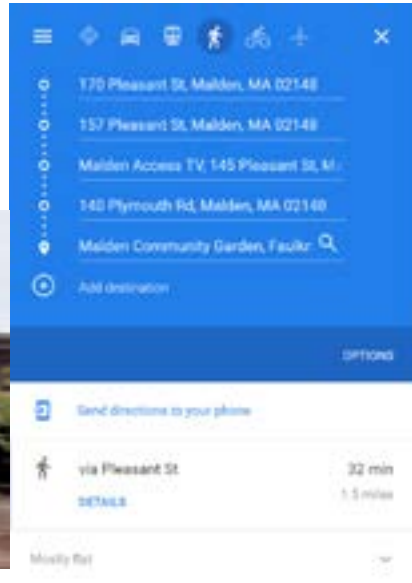 170 Pleasant St, Malden, MA 02148
157 Pleasant St, Malden, MA 02148
Malden Access TV, 145 Pleasant St, M
140 Plymouth Rd, Malden, MA 02148
Malden Community Garden, Faulkr
Add destination
OPTIONS
Send directions to your phone
via Pleasant St 32 min
DETAILS 1.5 miles
Mostly flat